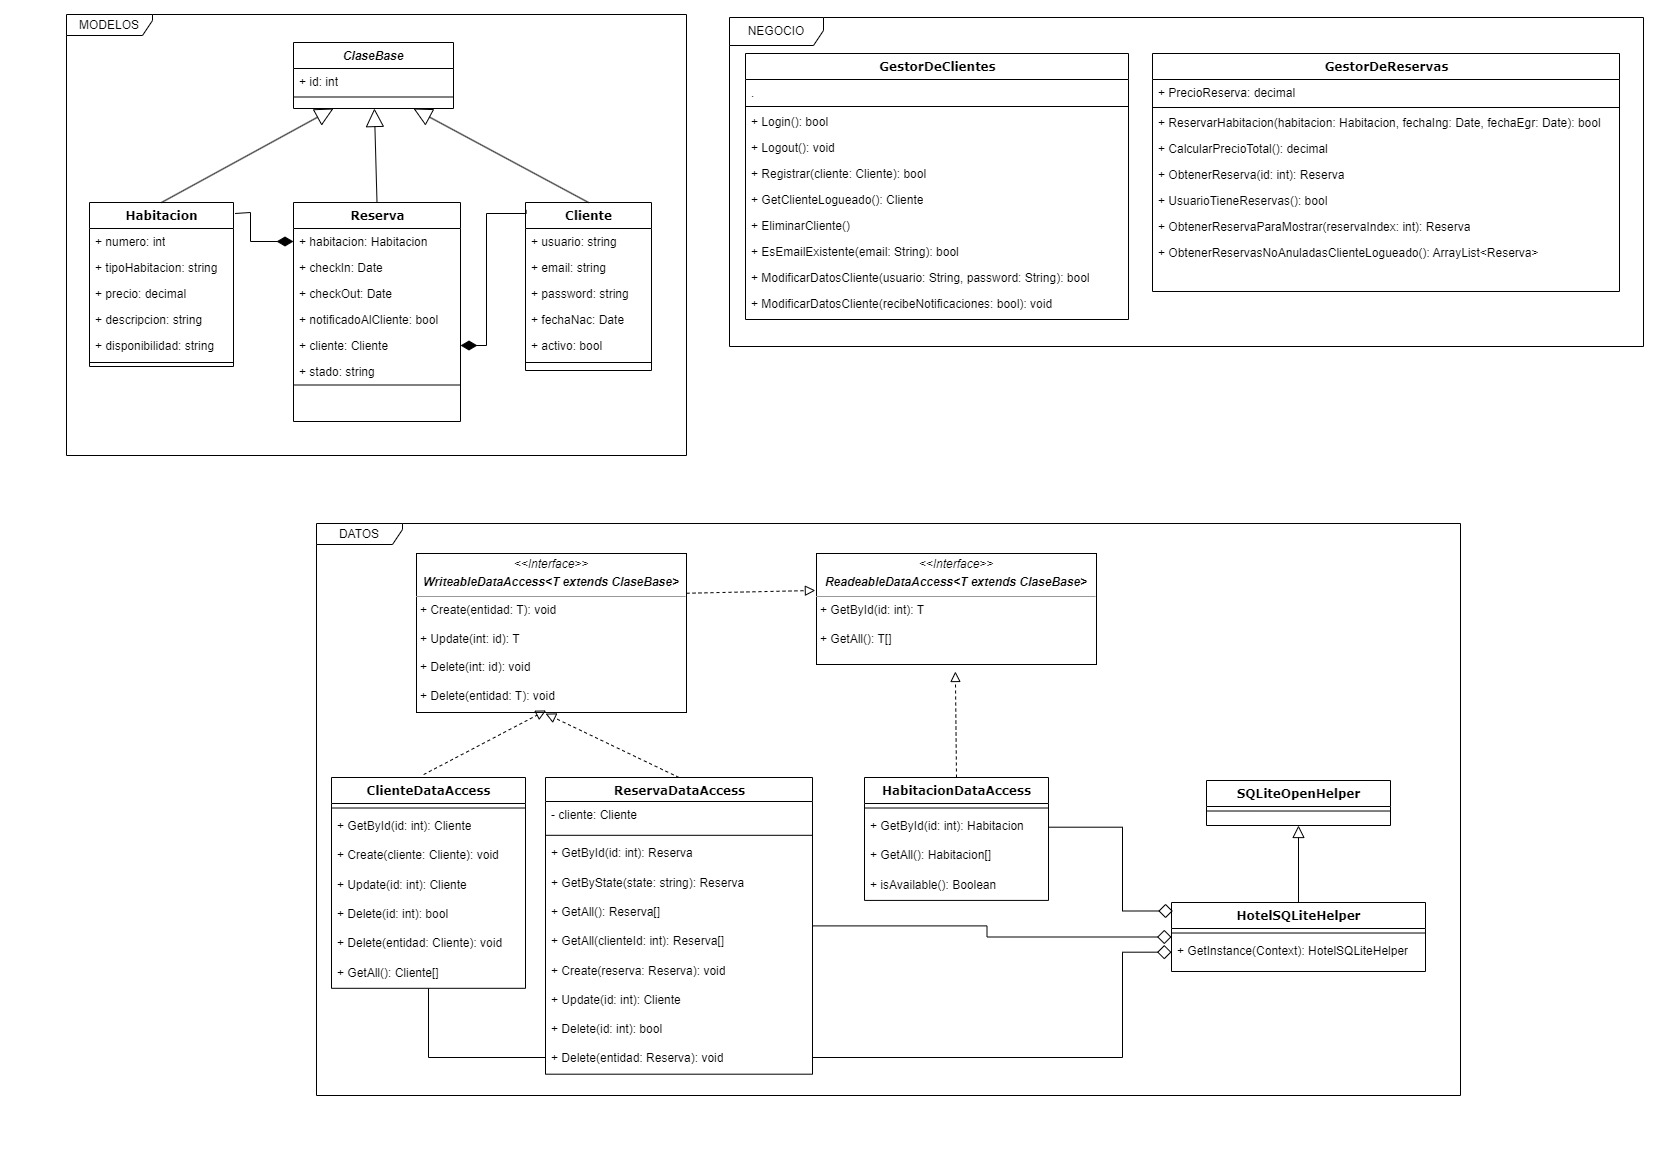 MODELOS
ClaseBase
+ id: int
Habitacion
+ numero: int
+ tipoHabitacion: string
+ precio: decimal
+ descripcion: string
+ disponibilidad: string
Reserva
+ habitacion: Habitacion
+ checkIn: Date
+ checkOut: Date
+ notificadoAlCliente: bool
+ cliente: Cliente
+ stado: string
Cliente
+ usuario: string
+ email: string
+ password: string
+ fechaNac: Date
+ activo: bool
NEGOCIO
GestorDeClientes
.
+ Login(): bool
+ Logout(): void
+ Registrar(cliente: Cliente): bool
+ GetClienteLogueado(): Cliente
+ EliminarCliente()
+ EsEmailExistente(email: String): bool
+ ModificarDatosCliente(usuario: String, password: String): bool
+ ModificarDatosCliente(recibeNotificaciones: bool): void
GestorDeReservas
+ PrecioReserva: decimal
+ ReservarHabitacion(habitacion: Habitacion, fechaIng: Date, fechaEgr: Date): bool
+ CalcularPrecioTotal(): decimal
+ ObtenerReserva(id: int): Reserva
+ UsuarioTieneReservas(): bool
+ ObtenerReservaParaMostrar(reservaIndex: int): Reserva
+ ObtenerReservasNoAnuladasClienteLogueado(): ArrayList<Reserva>
DATOS
<<Interface>>
WriteableDataAccess<T extends ClaseBase>
+ Create(entidad: T): void
+ Update(int: id): T
+ Delete(int: id): void
+ Delete(entidad: T): void
<<Interface>>
ReadeableDataAccess<T extends ClaseBase>
+ GetById(id: int): T
+ GetAll(): T[]
ClienteDataAccess
+ GetById(id: int): Cliente
+ Create(cliente: Cliente): void
+ Update(id: int): Cliente
+ Delete(id: int): bool
+ Delete(entidad: Cliente): void
+ GetAll(): Cliente[]
ReservaDataAccess
- cliente: Cliente
+ GetById(id: int): Reserva
+ GetByState(state: string): Reserva
+ GetAll(): Reserva[]
+ GetAll(clienteId: int): Reserva[]
+ Create(reserva: Reserva): void
+ Update(id: int): Cliente
+ Delete(id: int): bool
+ Delete(entidad: Reserva): void
HabitacionDataAccess
+ GetById(id: int): Habitacion
+ GetAll(): Habitacion[]
+ isAvailable(): Boolean
SQLiteOpenHelper
HotelSQLiteHelper
+ GetInstance(Context): HotelSQLiteHelper